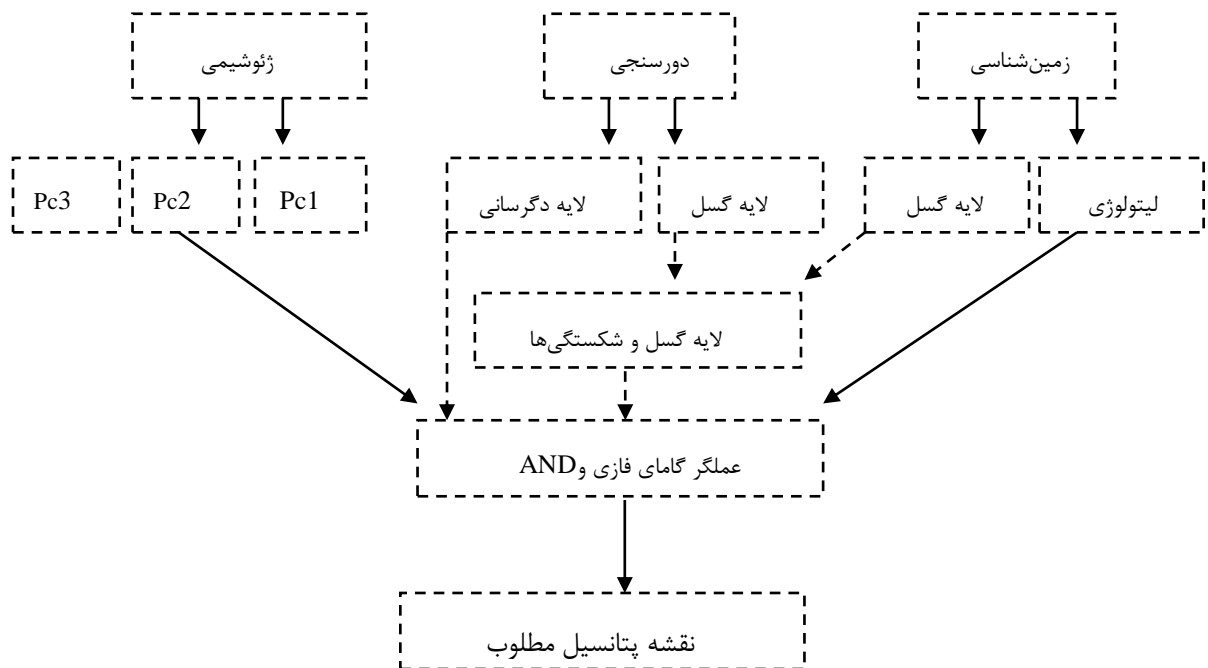 زمین‌شناسی
دورسنجی
ژئوشیمی
لیتولوژی
لایه گسل
لایه گسل
لایه دگرسانی
Pc1
Pc2
Pc3
لایه گسل و شکستگی‌ها
عملگر گامای فازی وAND
نقشه پتانسیل مطلوب